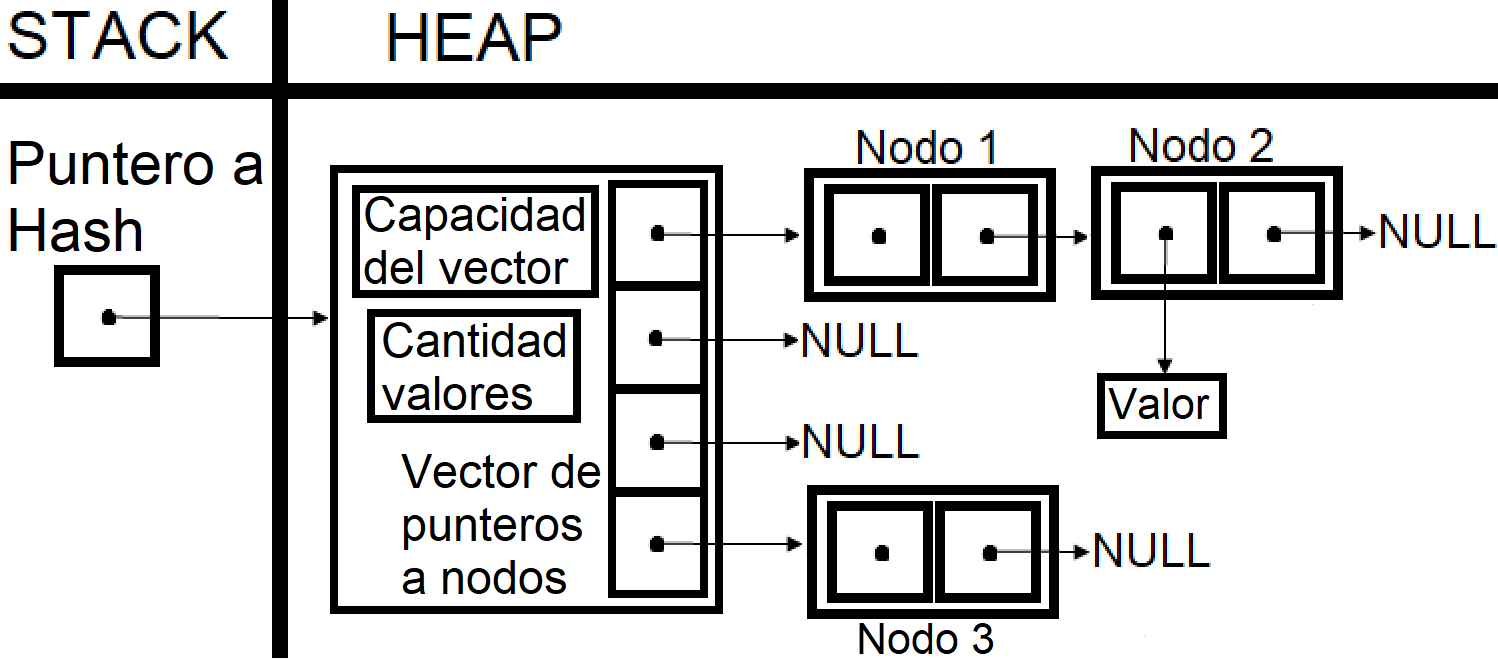 STACK
HEAP
Puntero a
Hash
Capacidad
del vector
Cantidad
valores
Vector de
punteros
a nodos
Nodo 1
Nodo 2
NULL
NULL
Valor
NULL
NULL
Nodo 3